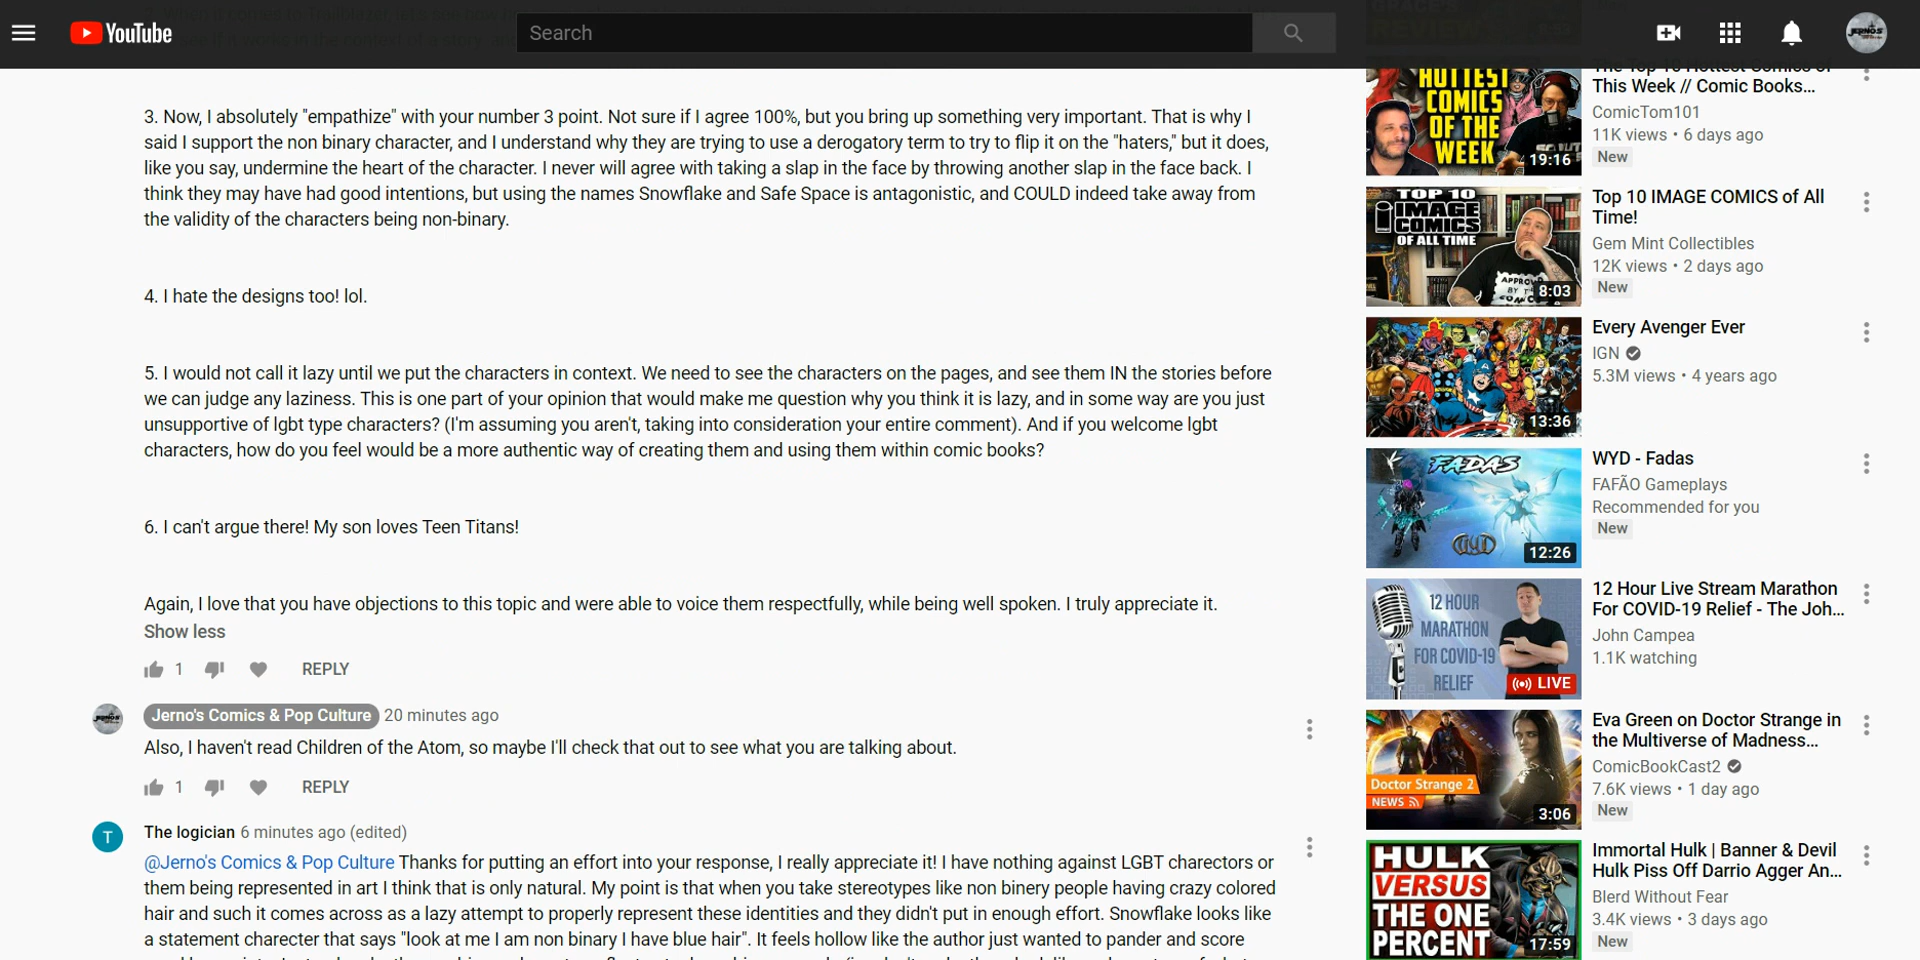 YouTube
Search
3. Now, I absolutely "empathize" with your number 3 point. Not sure if I agree 100%, but you bring up something very important. That is why I
said I support the non binary character, and I understand why they are trying to use a derogatory term to try to flip it on the "haters," but it does,
like you say, undermine the heart of the character. I never will agree with taking a slap in the face by throwing another slap in the face back. I
think they may have had good intentions, but using the names Snowflake and Safe Space is antagonistic, and COULD indeed take away from
the validity of the characters being non-binary.
4. I hate the designs too! lol.
5. I would not call it lazy until we put the characters in context. We need to see the characters on the pages, and see them IN the stories before
we can judge any laziness. This is one part of your opinion that would make me question why you think it is lazy, and in some way are you just
unsupportive of lgbt type characters? (I'm assuming you aren't, taking into consideration your entire comment). And if you welcome lgbt
characters, how do you feel would be a more authentic way of creating them and using them within comic books?
6. I can't argue there! My son loves Teen Titans!
Again, I love that you have objections to this topic and were able to voice them respectfully, while being well spoken. I truly appreciate it.
Show less
1 REPLY
Jerno's Comics & Pop Culture 20 minutes ago
Also, I haven't read Children of the Atom, so maybe I'll check that out to see what you are talking about.
1 REPLY
T
The logician 6 minutes ago (edited)
@Jerno's Comics & Pop Culture Thanks for putting an effort into your response, I really appreciate it! I have nothing against LGBT charectors or
them being represented in art I think that is only natural. My point is that when you take stereotypes like non binery people having crazy colored
hair and such it comes across as a lazy attempt to properly represent these identities and they didn't put in enough effort. Snowflake looks like
a statement charecter that says "look at me I am non binary I have blue hair". It feels hollow like the author just wanted to pander and score
HOTTEST
COMICS
OF THE
WEEK
19:16
The Top 10 Hottest Comics of
This Week // Comic Books...
ComicTom101
11K views • 6 days ago
New
TOP 10
IMAGE
COMICS
OF ALL TIME
8:03
Top 10 IMAGE COMICS of All
Time!
Gem Mint Collectibles
12K views • 2 days ago
New
13:36
Every Avenger Ever
IGN
5.3M views • 4 years ago
FADAS
WYD
12:26
WYD - Fadas
FAFÃO Gameplays
Recommended for you
New
12 HOUR
MARATHON
FOR COVID-19
RELIEF
LIVE
12 Hour Live Stream Marathon
For COVID-19 Relief - The Joh...
John Campea
1.1K watching
Doctor Strange 2
NEWS
3:06
Eva Green on Doctor Strange in
the Multiverse of Madness...
ComicBookCast2
7.6K views • 1 day ago
New
HULK
VERSUS
THE ONE
PERCENT
17:59
Immortal Hulk | Banner & Devil
Hulk Piss Off Darrio Agger An...
Blerd Without Fear
3.4K views • 3 days ago
New